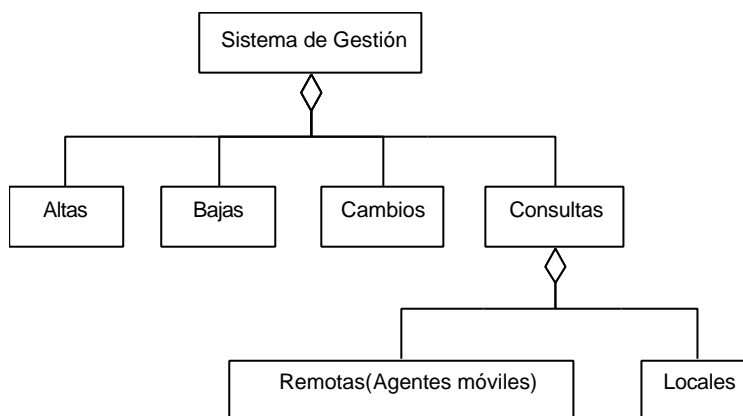 Sistema de Gestión
Altas
Bajas
Cambios
Consultas
Remotas(Agentes móviles)
Locales